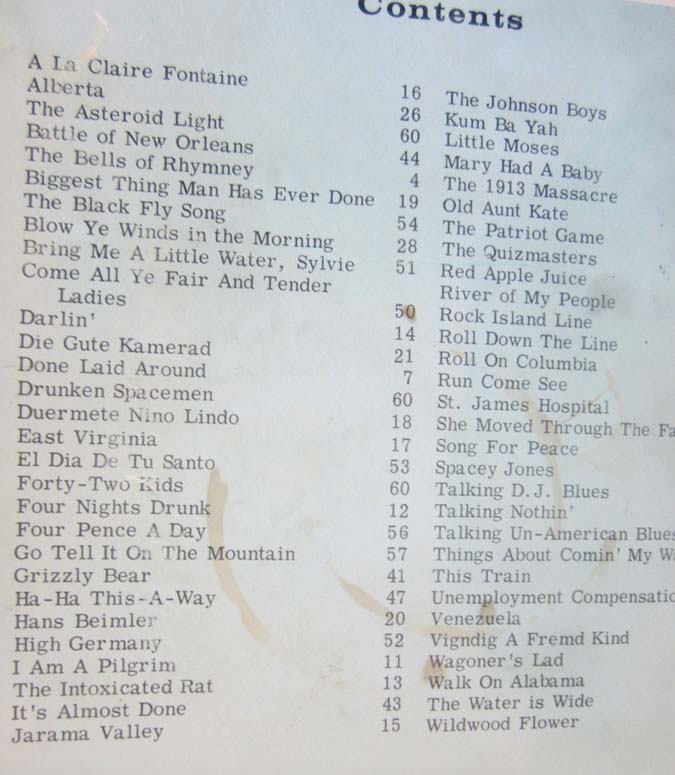 Contents
A La Claire Fontaine 16
Alberta 26
The Asteroid Light 60
Battle of New Orleans 44
The Bells of Rhymney 4
Biggest Thing Man Has Ever Done 19
The Black Fly Song 54
Blow Ye Winds in the Morning 28
Bring Me A Little Water, Sylvie 51
Come All Ye Fair And Tender
Ladies 50
Darlin' 14
Die Gute Kamerad 21
Done Laid Around 7
Drunken Spacemen 60
Duermete Nino Lindo 18
East Virginia 17
El Dia De Tu Santo 53
Forty-Two Kids 60
Four Nights Drunk 12
Four Pence A Day 56
Go Tell It On The Mountain 57
Grizzly Bear 41
Ha-Ha This-A-Way 47
Hans Beimler 20
High Germany 52
I Am A Pilgrim 11
The Intoxicated Rat 13
It's Almost Done 43
Jarama Valley 15
The Johnson Boys
Kum Ba Yah
Little Moses
Mary Had A Baby
The 1913 Massacre
Old Aunt Kate
The Patriot Game
The Quizmasters
Red Apple Juice
River of My People
Rock Island Line
Roll Down The Line
Roll On Columbia
Run Come See
St. James Hospital
She Moved Through The
Song For Peace
Spacey Jones
Talking D.J. Blues
Talking Nothin'
Talking Un-American Blues
Things About Comin' My
This Train
Unemployment
Venezuela
Vigndig A Fremd Kind
Wagoner's Lad
Walk On Alabama
The Water is Wide
Wildwood Flower